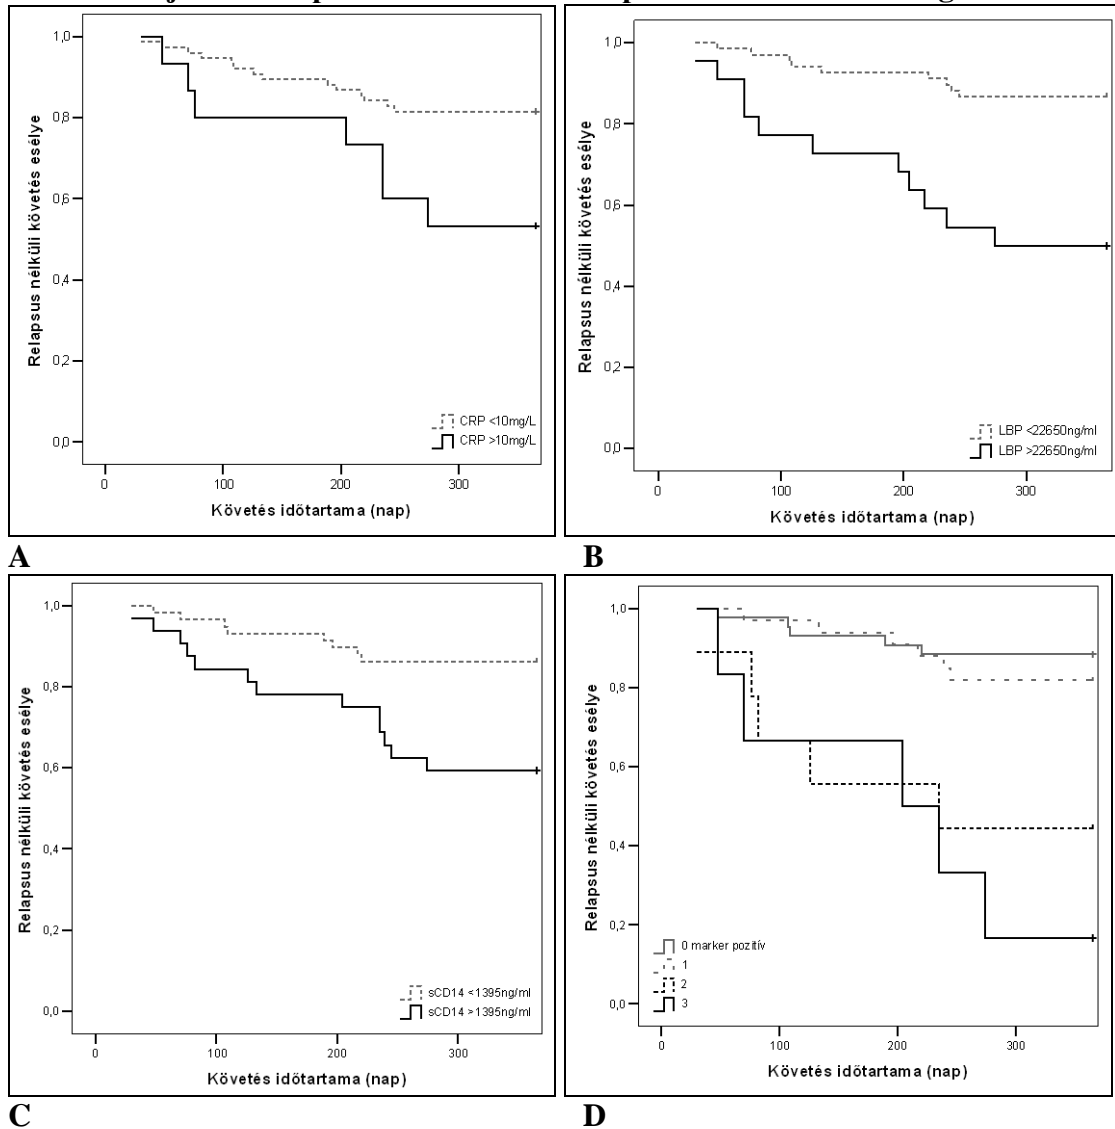 1,0
0,8
0,6
0,4
0,2
0,0
Relapsus nélküli követés esélye
CRP <10mg/L
CRP >10mg/L
0
100
200
300
Követés időtartama (nap)
A
1,0
0,8
0,6
0,4
0,2
0,0
Relapsus nélküli követés esélye
LBP <22650ng/ml
LBP >22650ng/ml
0
100
200
300
Követés időtartama (nap)
B
1,0
0,8
0,6
0,4
0,2
0,0
Relapsus nélküli követés esélye
sCD14 <1395ng/ml
sCD14 >1395ng/ml
0
100
200
300
Követés időtartama (nap)
C
1,0
0,8
0,6
0,4
0,2
0,0
Relapsus nélküli követés esélye
0 marker pozitív
1
2
3
0
100
200
300
Követés időtartama (nap)
D